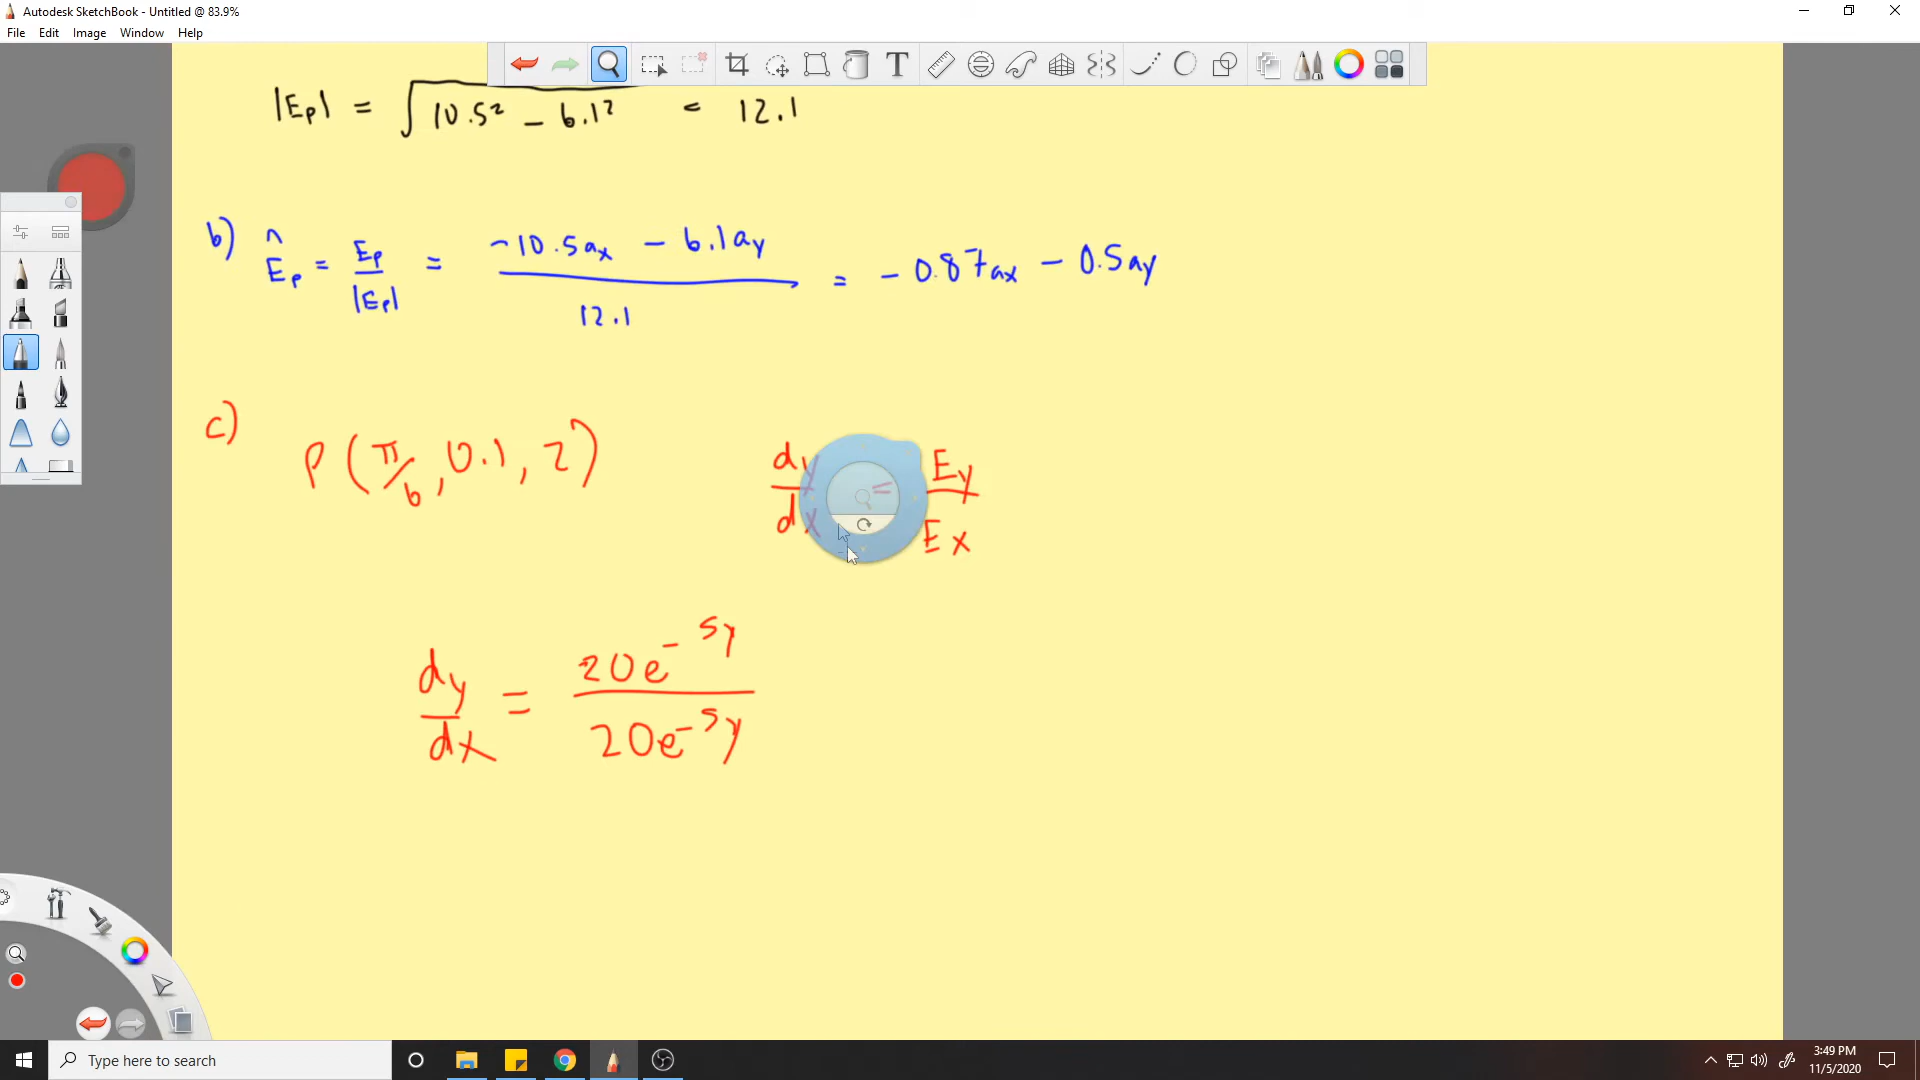 Autodesk SketchBook - Untitled @ 83.9%
File Edit Image Window Help
|Ep| = √10.5² - 6.1² = 12.1
b) ^Ep = Ep/|Ep| = -10.5ax - 6.1ay / 12.1 = -0.87ax - 0.5ay
c) P(π/6, 0.1, 2) dy/dx = Ey/Ex
dy/dx = 20e^-5y / 20e^-5y
Type here to search
3:49 PM
11/5/2020